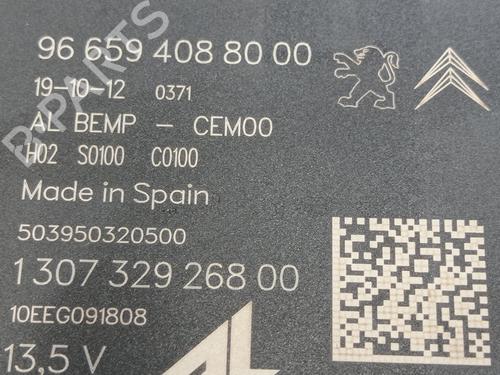 96 659 408 80 00
19-10-12 0371
AL BEMP - CEM00
H02 S0100 C0100
Made in Spain
503950320500
1 307 329 268 00
10EEG091808
13,5 V
B-PARTS